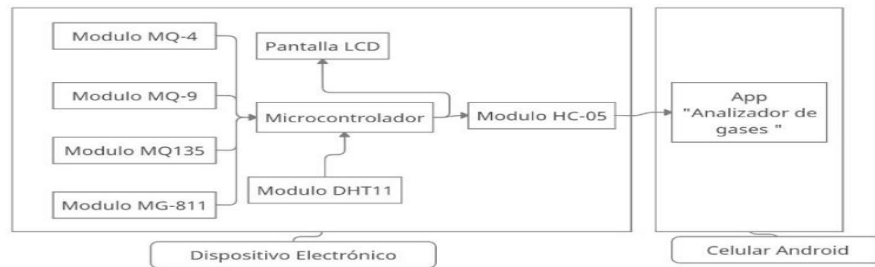 Modulo MQ-4
Pantalla LCD
Modulo MQ-9
Microcontrolador
Modulo HC-05
App
"Analizador de
gases "
Modulo MQ135
Modulo DHT11
Modulo MG-811
Dispositivo Electrónico
Celular Android